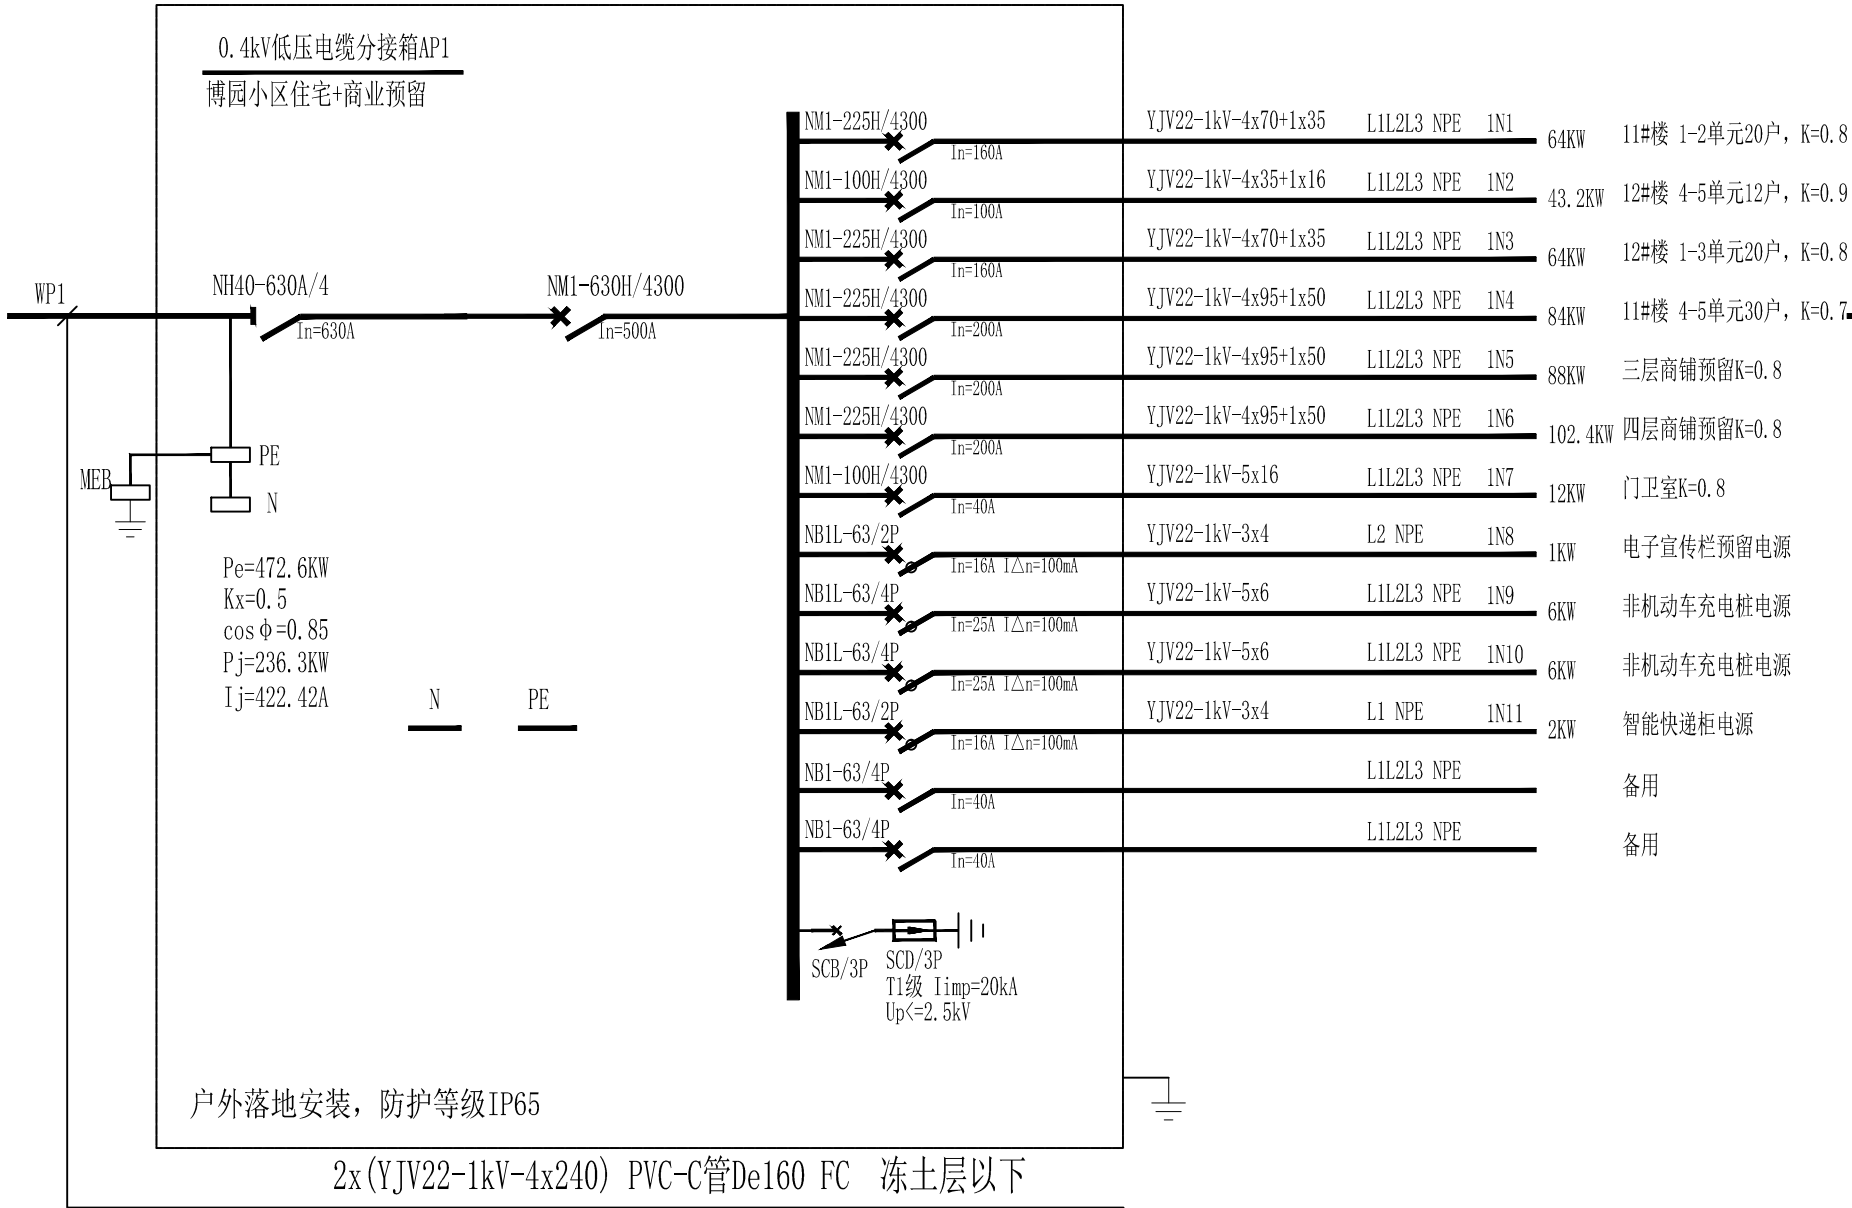 0.4kV低压电缆分接箱AP1
博园小区住宅+商业预留
WP1
NH40-630A/4
In=630A
NM1-630H/4300
In=500A
MEB
PE
N
Pe=472.6KW
Kx=0.5
cosφ=0.85
Pj=236.3KW
Ij=422.42A
N
PE
NM1-225H/4300 In=160A YJV22-1kV-4x70+1x35 L1L2L3 NPE 1N1 64KW 11#楼 1-2单元20户，K=0.8
NM1-100H/4300 In=100A YJV22-1kV-4x35+1x16 L1L2L3 NPE 1N2 43.2KW 12#楼 4-5单元12户，K=0.9
NM1-225H/4300 In=160A YJV22-1kV-4x70+1x35 L1L2L3 NPE 1N3 64KW 12#楼 1-3单元20户，K=0.8
NM1-225H/4300 In=200A YJV22-1kV-4x95+1x50 L1L2L3 NPE 1N4 84KW 11#楼 4-5单元30户，K=0.7
NM1-225H/4300 In=200A YJV22-1kV-4x95+1x50 L1L2L3 NPE 1N5 88KW 三层商铺预留K=0.8
NM1-225H/4300 In=200A YJV22-1kV-4x95+1x50 L1L2L3 NPE 1N6 102.4KW 四层商铺预留K=0.8
NM1-100H/4300 In=40A YJV22-1kV-5x16 L1L2L3 NPE 1N7 12KW 门卫室K=0.8
NB1L-63/2P In=16A I△n=100mA YJV22-1kV-3x4 L2 NPE 1N8 1KW 电子宣传栏预留电源
NB1L-63/4P In=25A I△n=100mA YJV22-1kV-5x6 L1L2L3 NPE 1N9 6KW 非机动车充电桩电源
NB1L-63/4P In=25A I△n=100mA YJV22-1kV-5x6 L1L2L3 NPE 1N10 6KW 非机动车充电桩电源
NB1L-63/2P In=16A I△n=100mA YJV22-1kV-3x4 L1 NPE 1N11 2KW 智能快递柜电源
NB1-63/4P In=40A L1L2L3 NPE 备用
NB1-63/4P In=40A L1L2L3 NPE 备用
SCB/3P
SCD/3P
T1级 Iimp=20kA
Up<=2.5kV
户外落地安装，防护等级IP65
2x(YJV22-1kV-4x240) PVC-C管De160 FC 冻土层以下